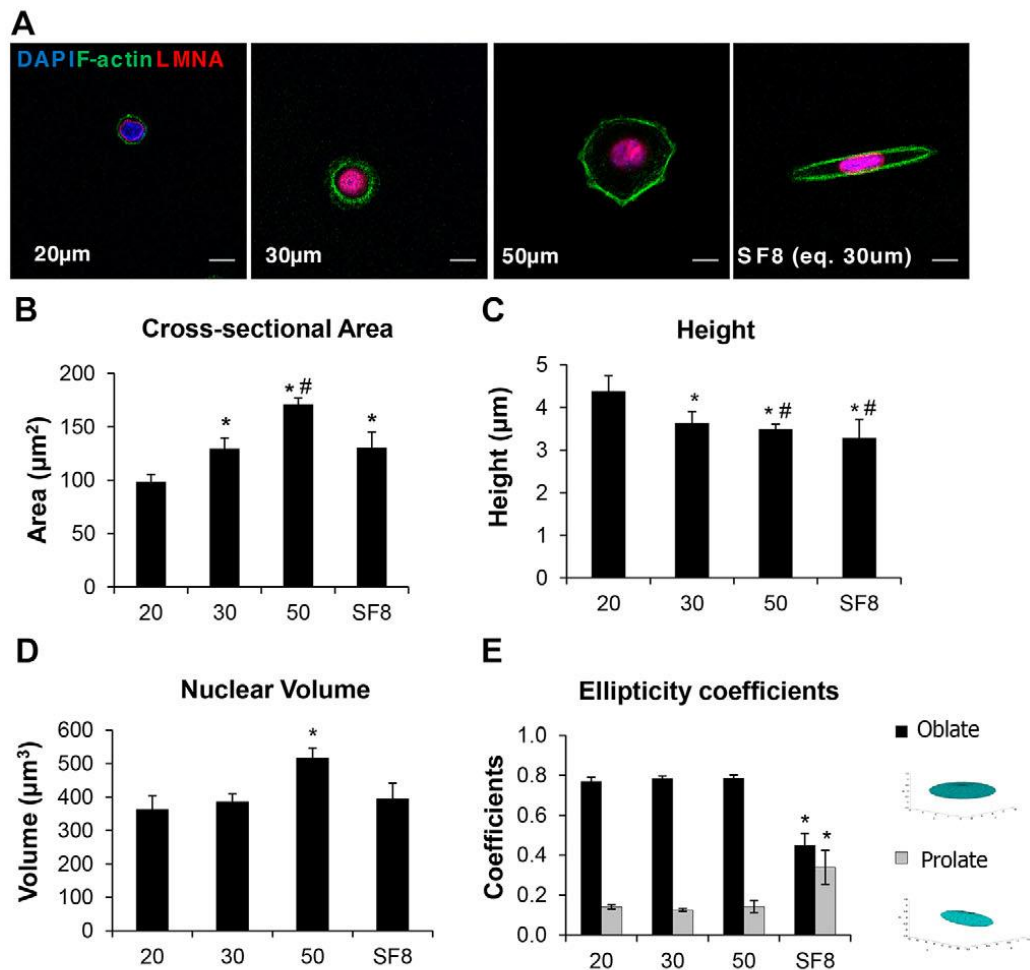 A
DAPI F-actin LMNA
20µm
30µm
50µm
SF8 (eq. 30um)
B
Cross-sectional Area
Area (µm²)
200
150
100
50
0
20 30 50 SF8
*
* #
*
C
Height
Height (µm)
5
4
3
2
1
0
20 30 50 SF8
*
* #
* #
D
Nuclear Volume
Volume (µm³)
600
500
400
300
200
100
0
20 30 50 SF8
*
E
Ellipticity coefficients
Coefficients
1.0
0.8
0.6
0.4
0.2
0.0
20 30 50 SF8
* *
Oblate
Prolate